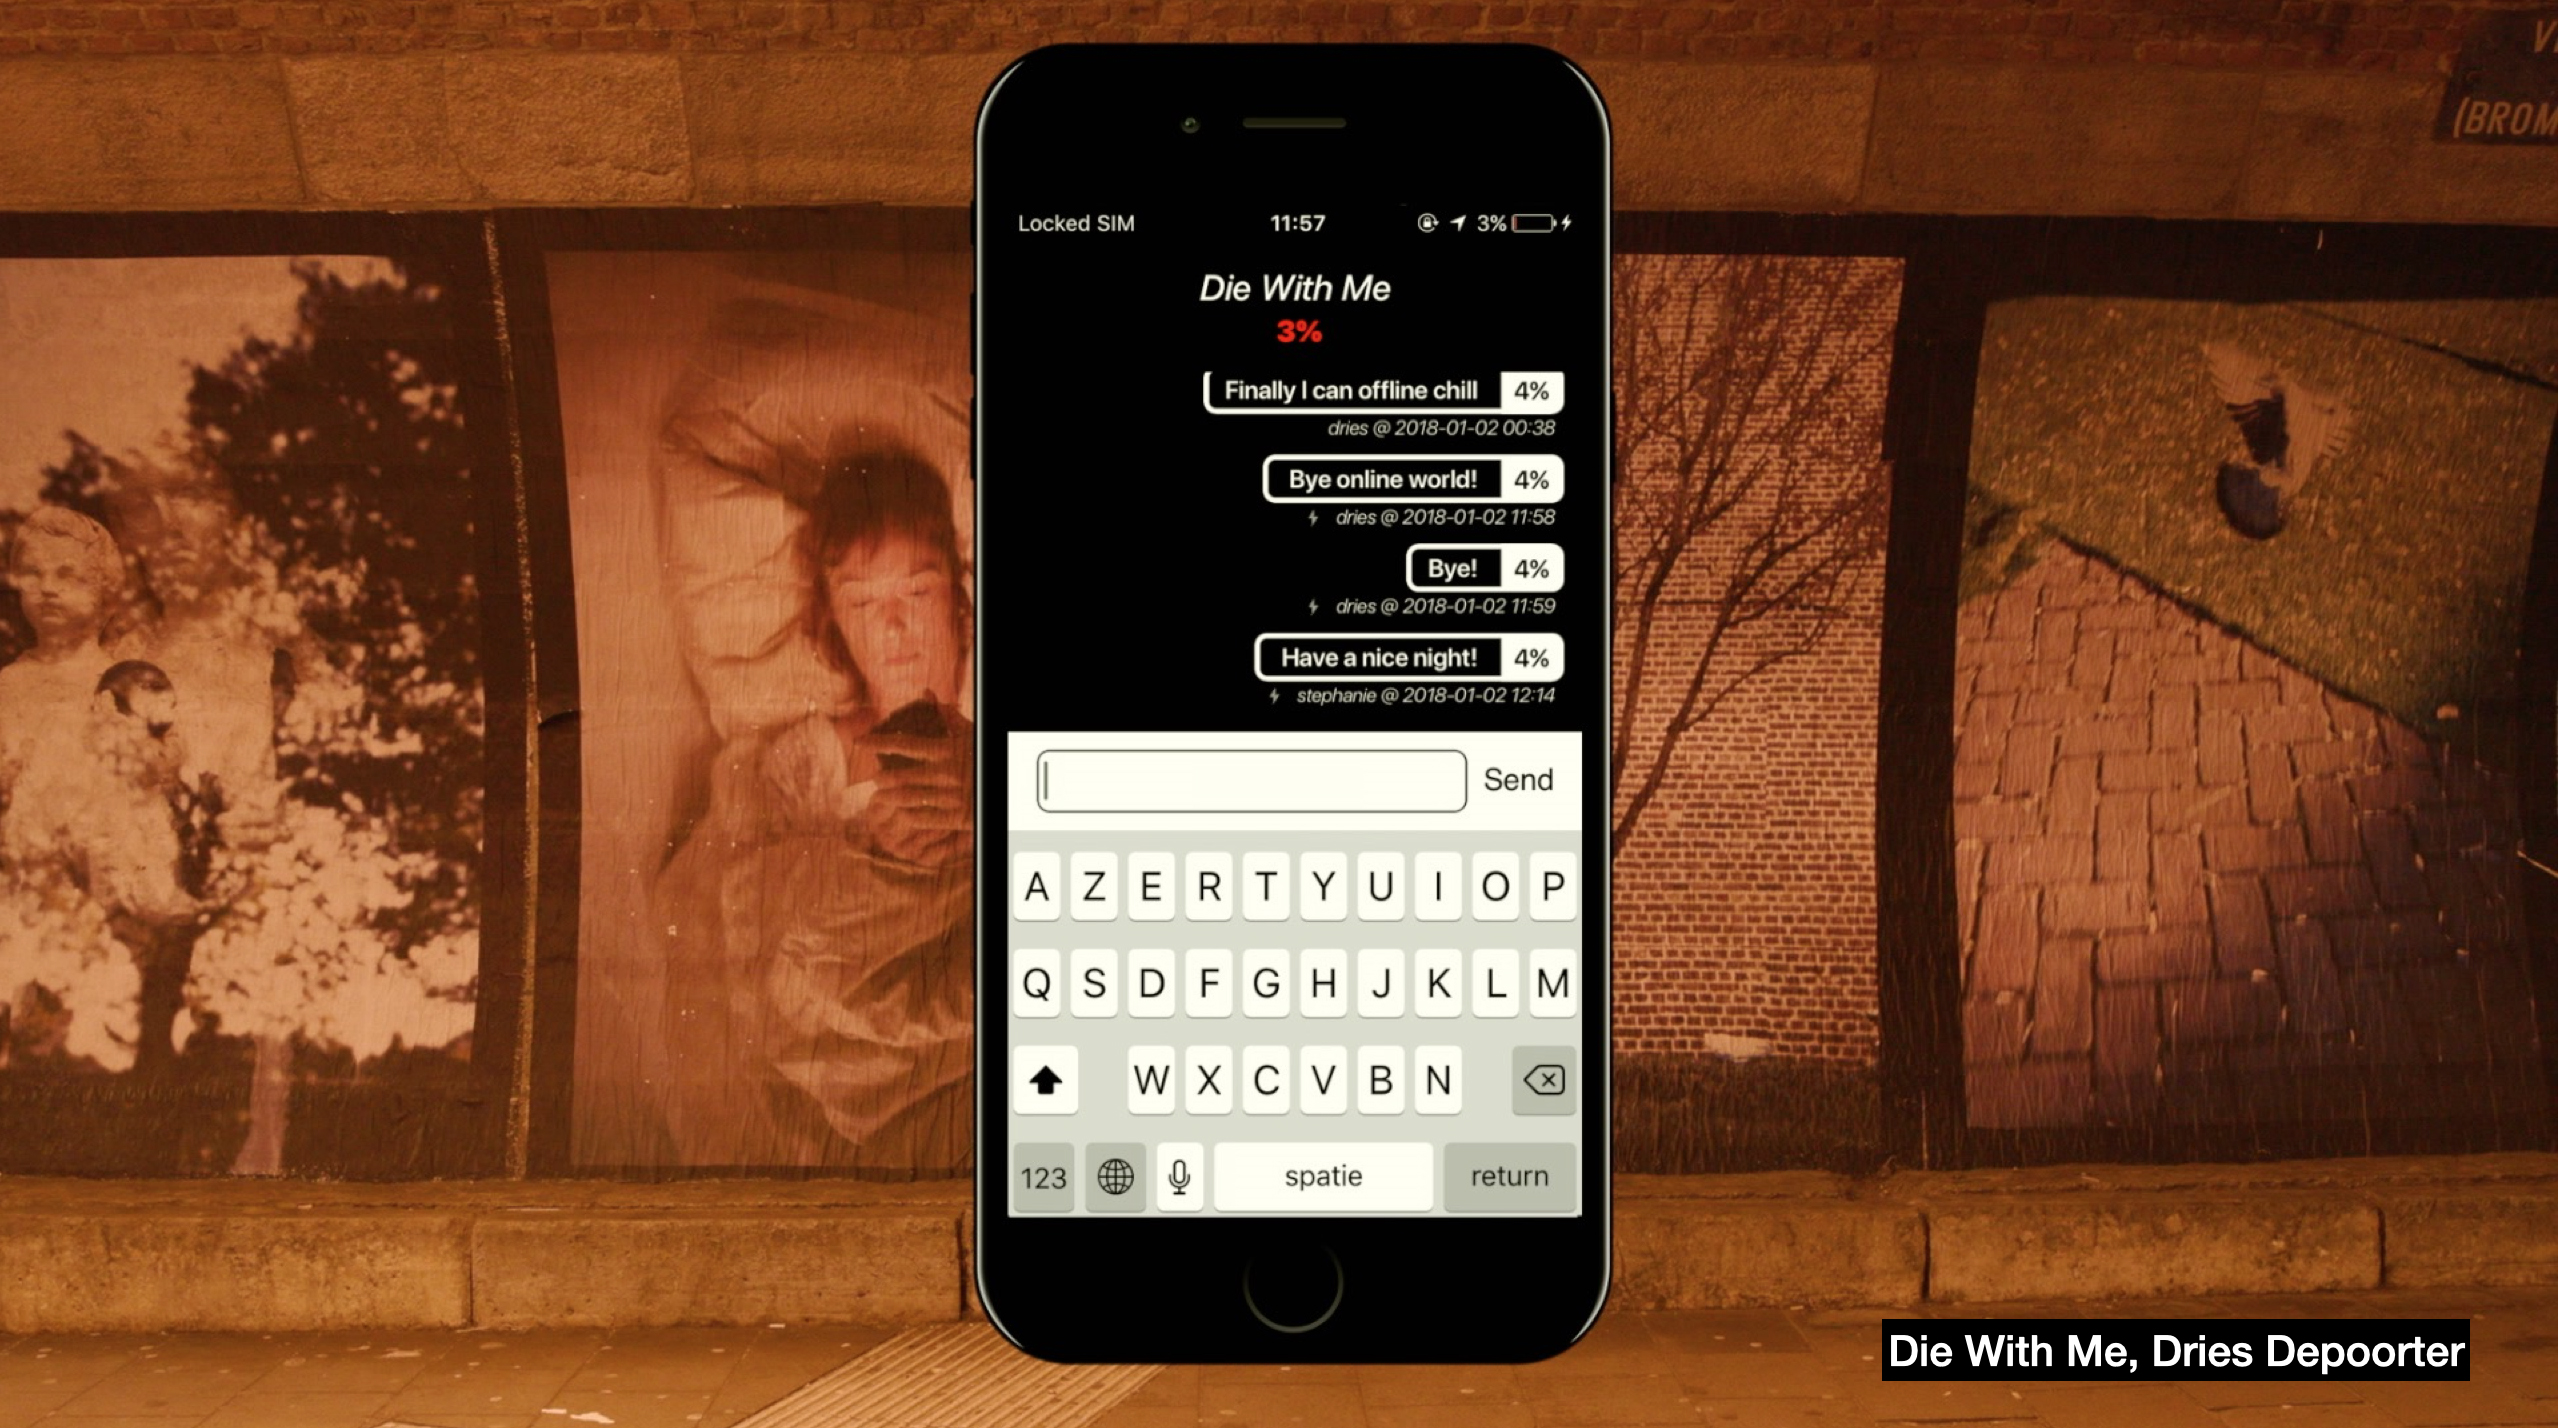 (BROM
Locked SIM 11:57 3%
Die With Me
3%
Finally I can offline chill 4%
dries @ 2018-01-02 00:38
Bye online world! 4%
dries @ 2018-01-02 11:58
Bye! 4%
dries @ 2018-01-02 11:59
Have a nice night! 4%
stephanie @ 2018-01-02 12:14
Send
A Z E R T Y U I O P
Q S D F G H J K L M
W X C V B N
123 spatie return
Die With Me, Dries Depoorter